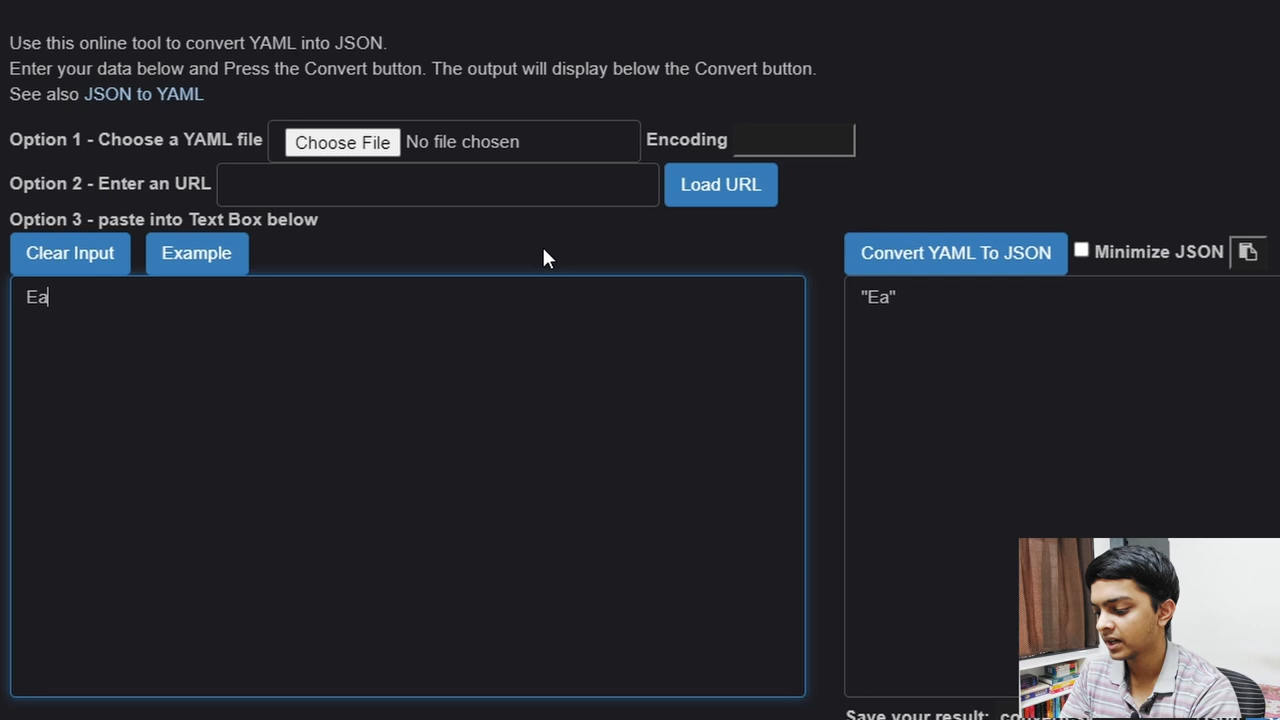 Use this online tool to convert YAML into JSON.
Enter your data below and Press the Convert button. The output will display below the Convert button.
See also JSON to YAML
Option 1 - Choose a YAML file Choose File No file chosen Encoding
Option 2 - Enter an URL Load URL
Option 3 - paste into Text Box below
Clear Input Example Convert YAML To JSON Minimize JSON
Ea "Ea"
Save your result: